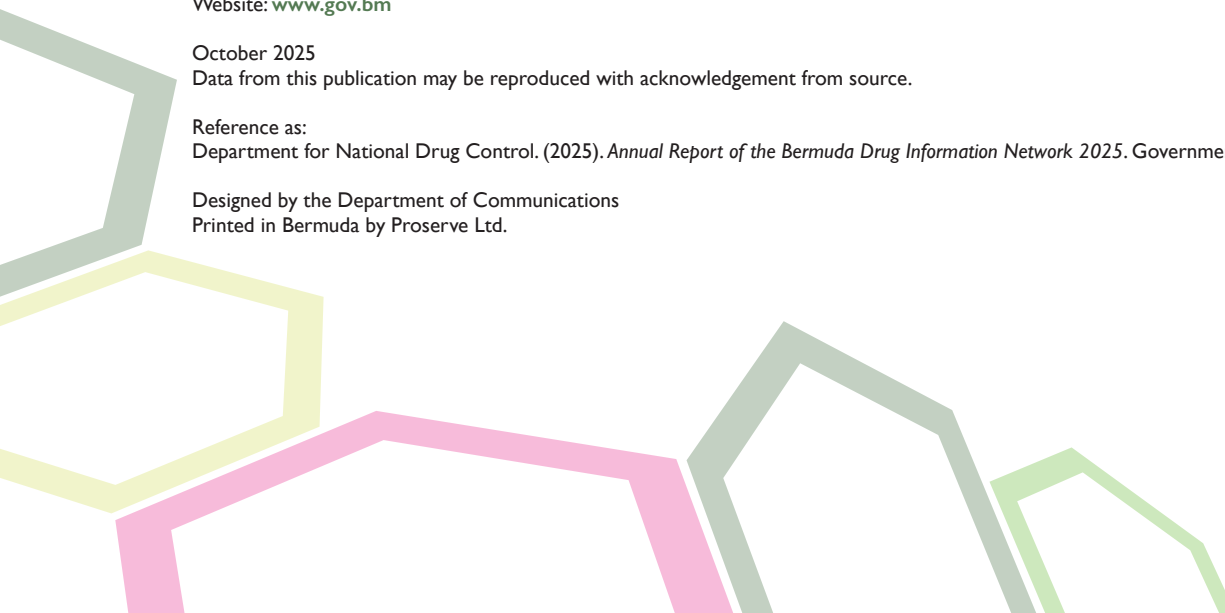 Website: www.gov.bm
October 2025
Data from this publication may be reproduced with acknowledgement from source.
Reference as:
Department for National Drug Control. (2025). Annual Report of the Bermuda Drug Information Network 2025. Governme
Designed by the Department of Communications
Printed in Bermuda by Proserve Ltd.